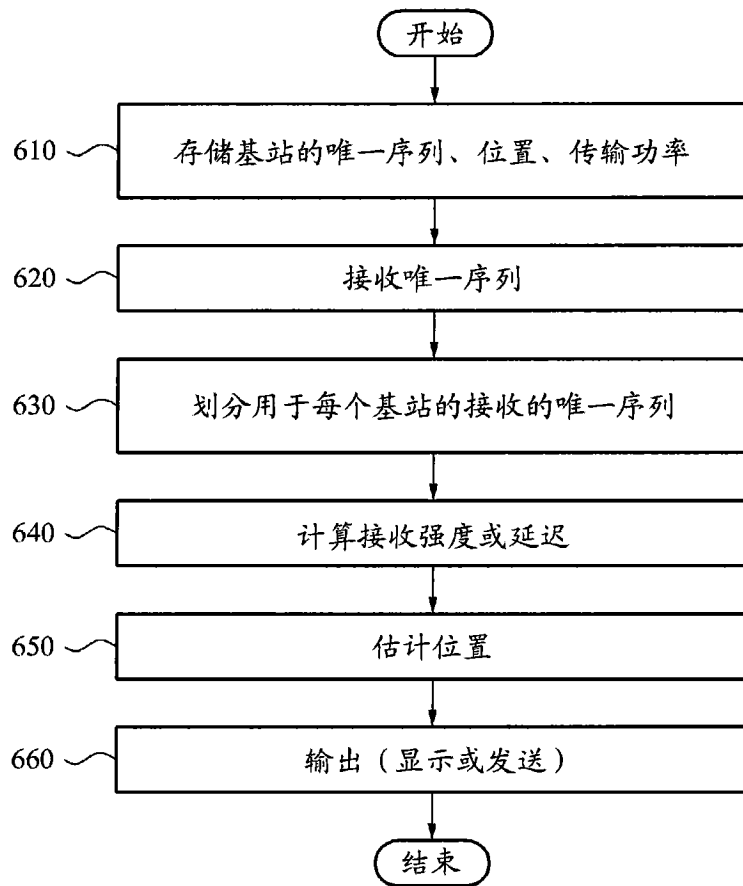 开始
610
存储基站的唯一序列、位置、传输功率
620
接收唯一序列
630
划分用于每个基站的接收的唯一序列
640
计算接收强度或延迟
650
估计位置
660
输出（显示或发送）
结束